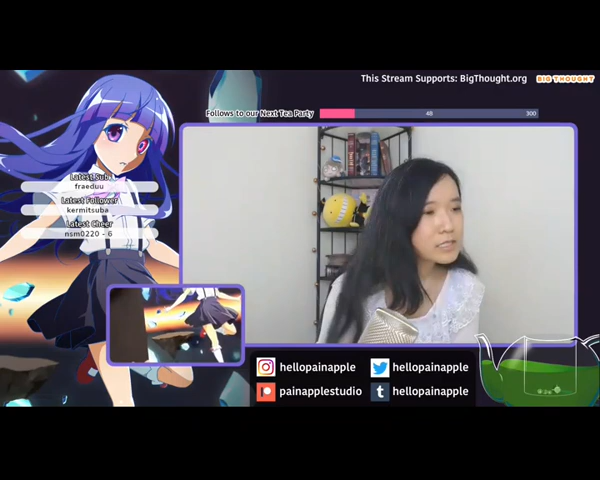 This Stream Supports: BigThought.org
BIG THOUGHT
Follows to our Next Tea Party
48
300
Latest Sub
fraeduu
Latest Follower
kermitsuba
Latest Cheer
nsm0220 - 6
hellopainapple
hellopainapple
painapplestudio
hellopainapple